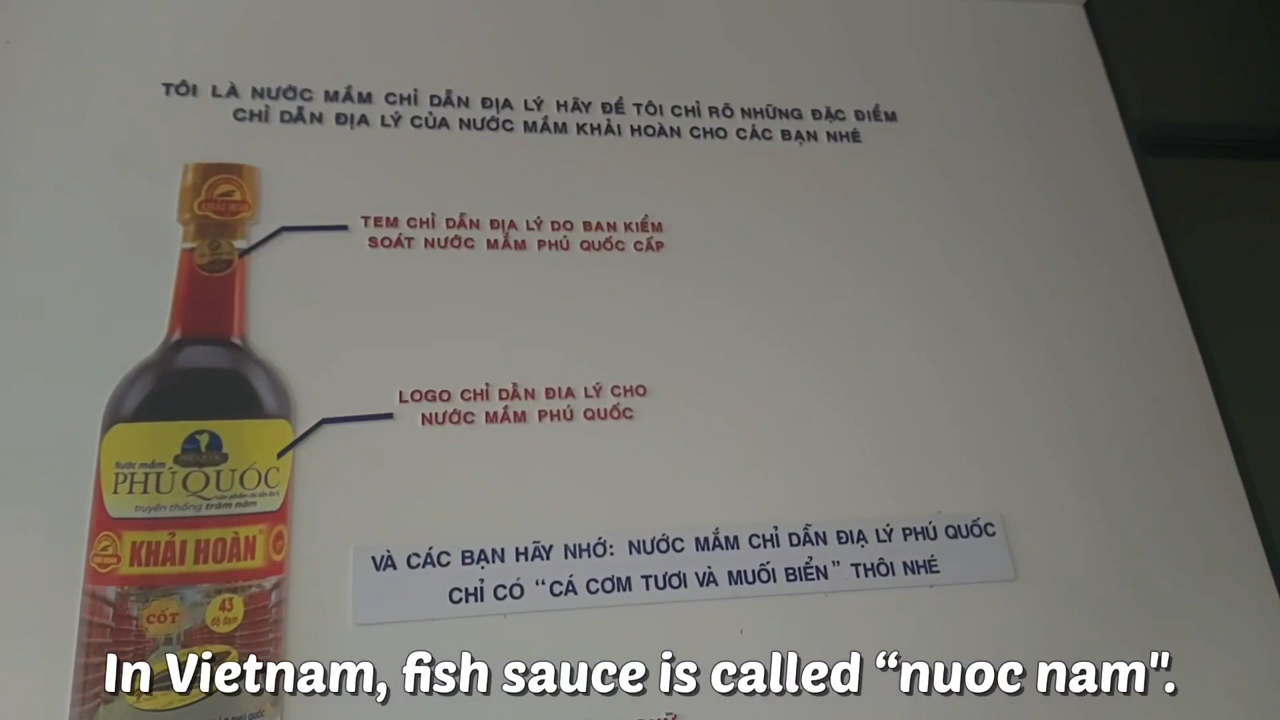 TÔI LÀ NƯỚC MẮM CHỈ DẪN ĐỊA LÝ HÃY ĐỂ TÔI CHỈ RÕ NHỮNG ĐẶC ĐIỂM
CHỈ DẪN ĐỊA LÝ CỦA NƯỚC MẮM KHẢI HOÀN CHO CÁC BẠN NHÉ
KHẢI HOÀN
TEM CHỈ DẪN ĐỊA LÝ DO BAN KIỂM
SOÁT NƯỚC MẮM PHÚ QUỐC CẤP
LOGO CHỈ DẪN ĐIA LÝ CHO
NƯỚC MẮM PHÚ QUỐC
Nước mắm
PHÚ QUỐC
truyền thống trăm năm
KHẢI HOÀN
CỐT
43
độ đạm
VÀ CÁC BẠN HÃY NHỚ: NƯỚC MẮM CHỈ DẪN ĐIẠ LÝ PHÚ QUỐC
CHỈ CÓ “CÁ CƠM TƯƠI VÀ MUỐI BIỂN” THÔI NHÉ
In Vietnam, fish sauce is called “nuoc nam".